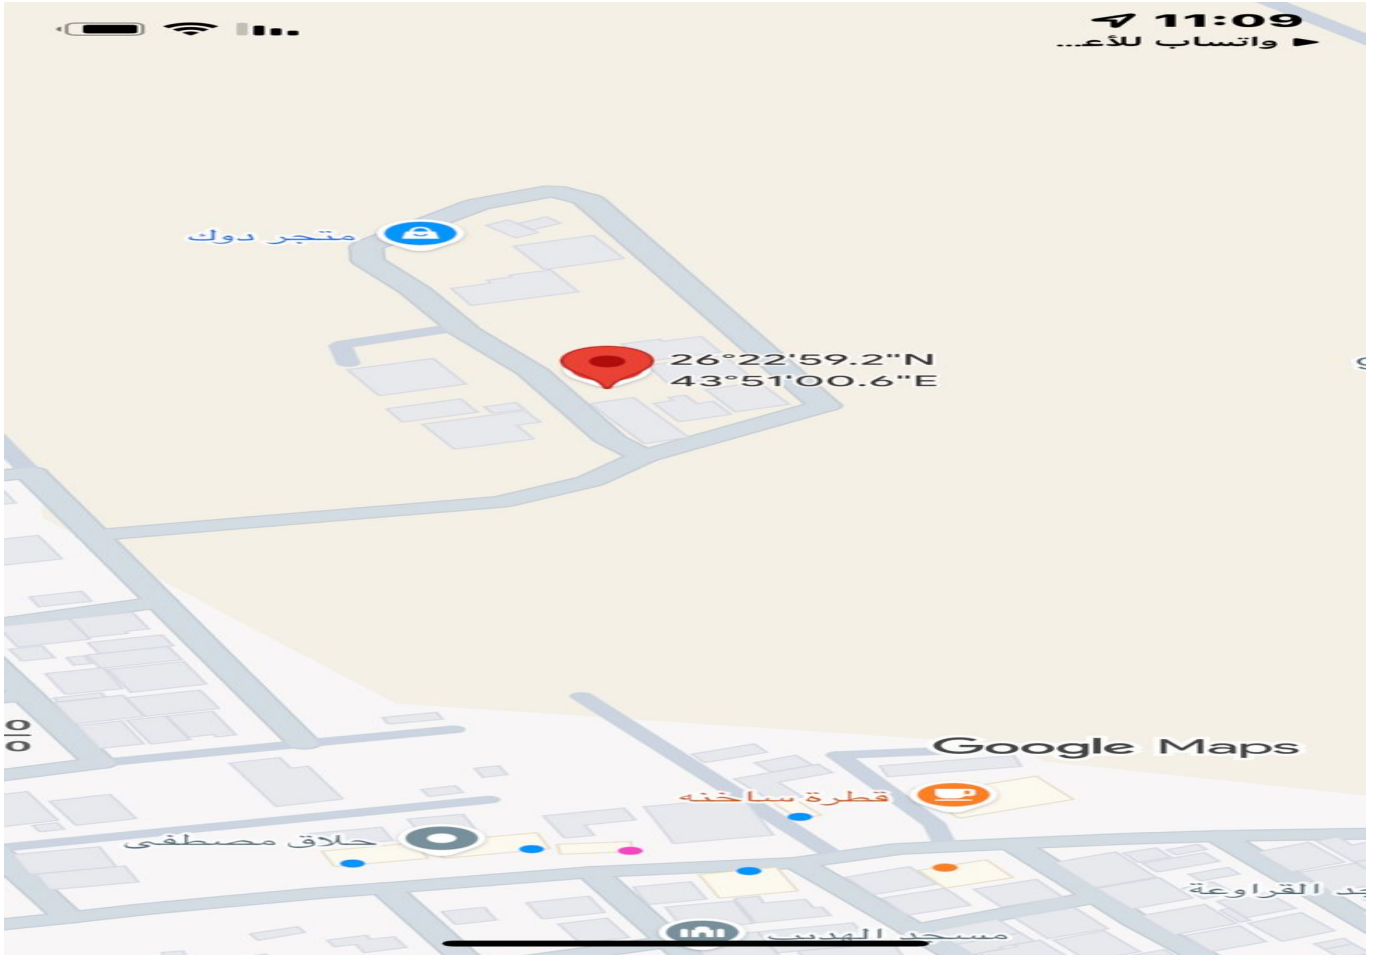 11:09
واتساب للأعـ...
متجر دوك
26°22'59.2"N
43°51'00.6"E
Google Maps
قطرة ساخنه
حلاق مصطفى
القراوعة
مسجد الهديب